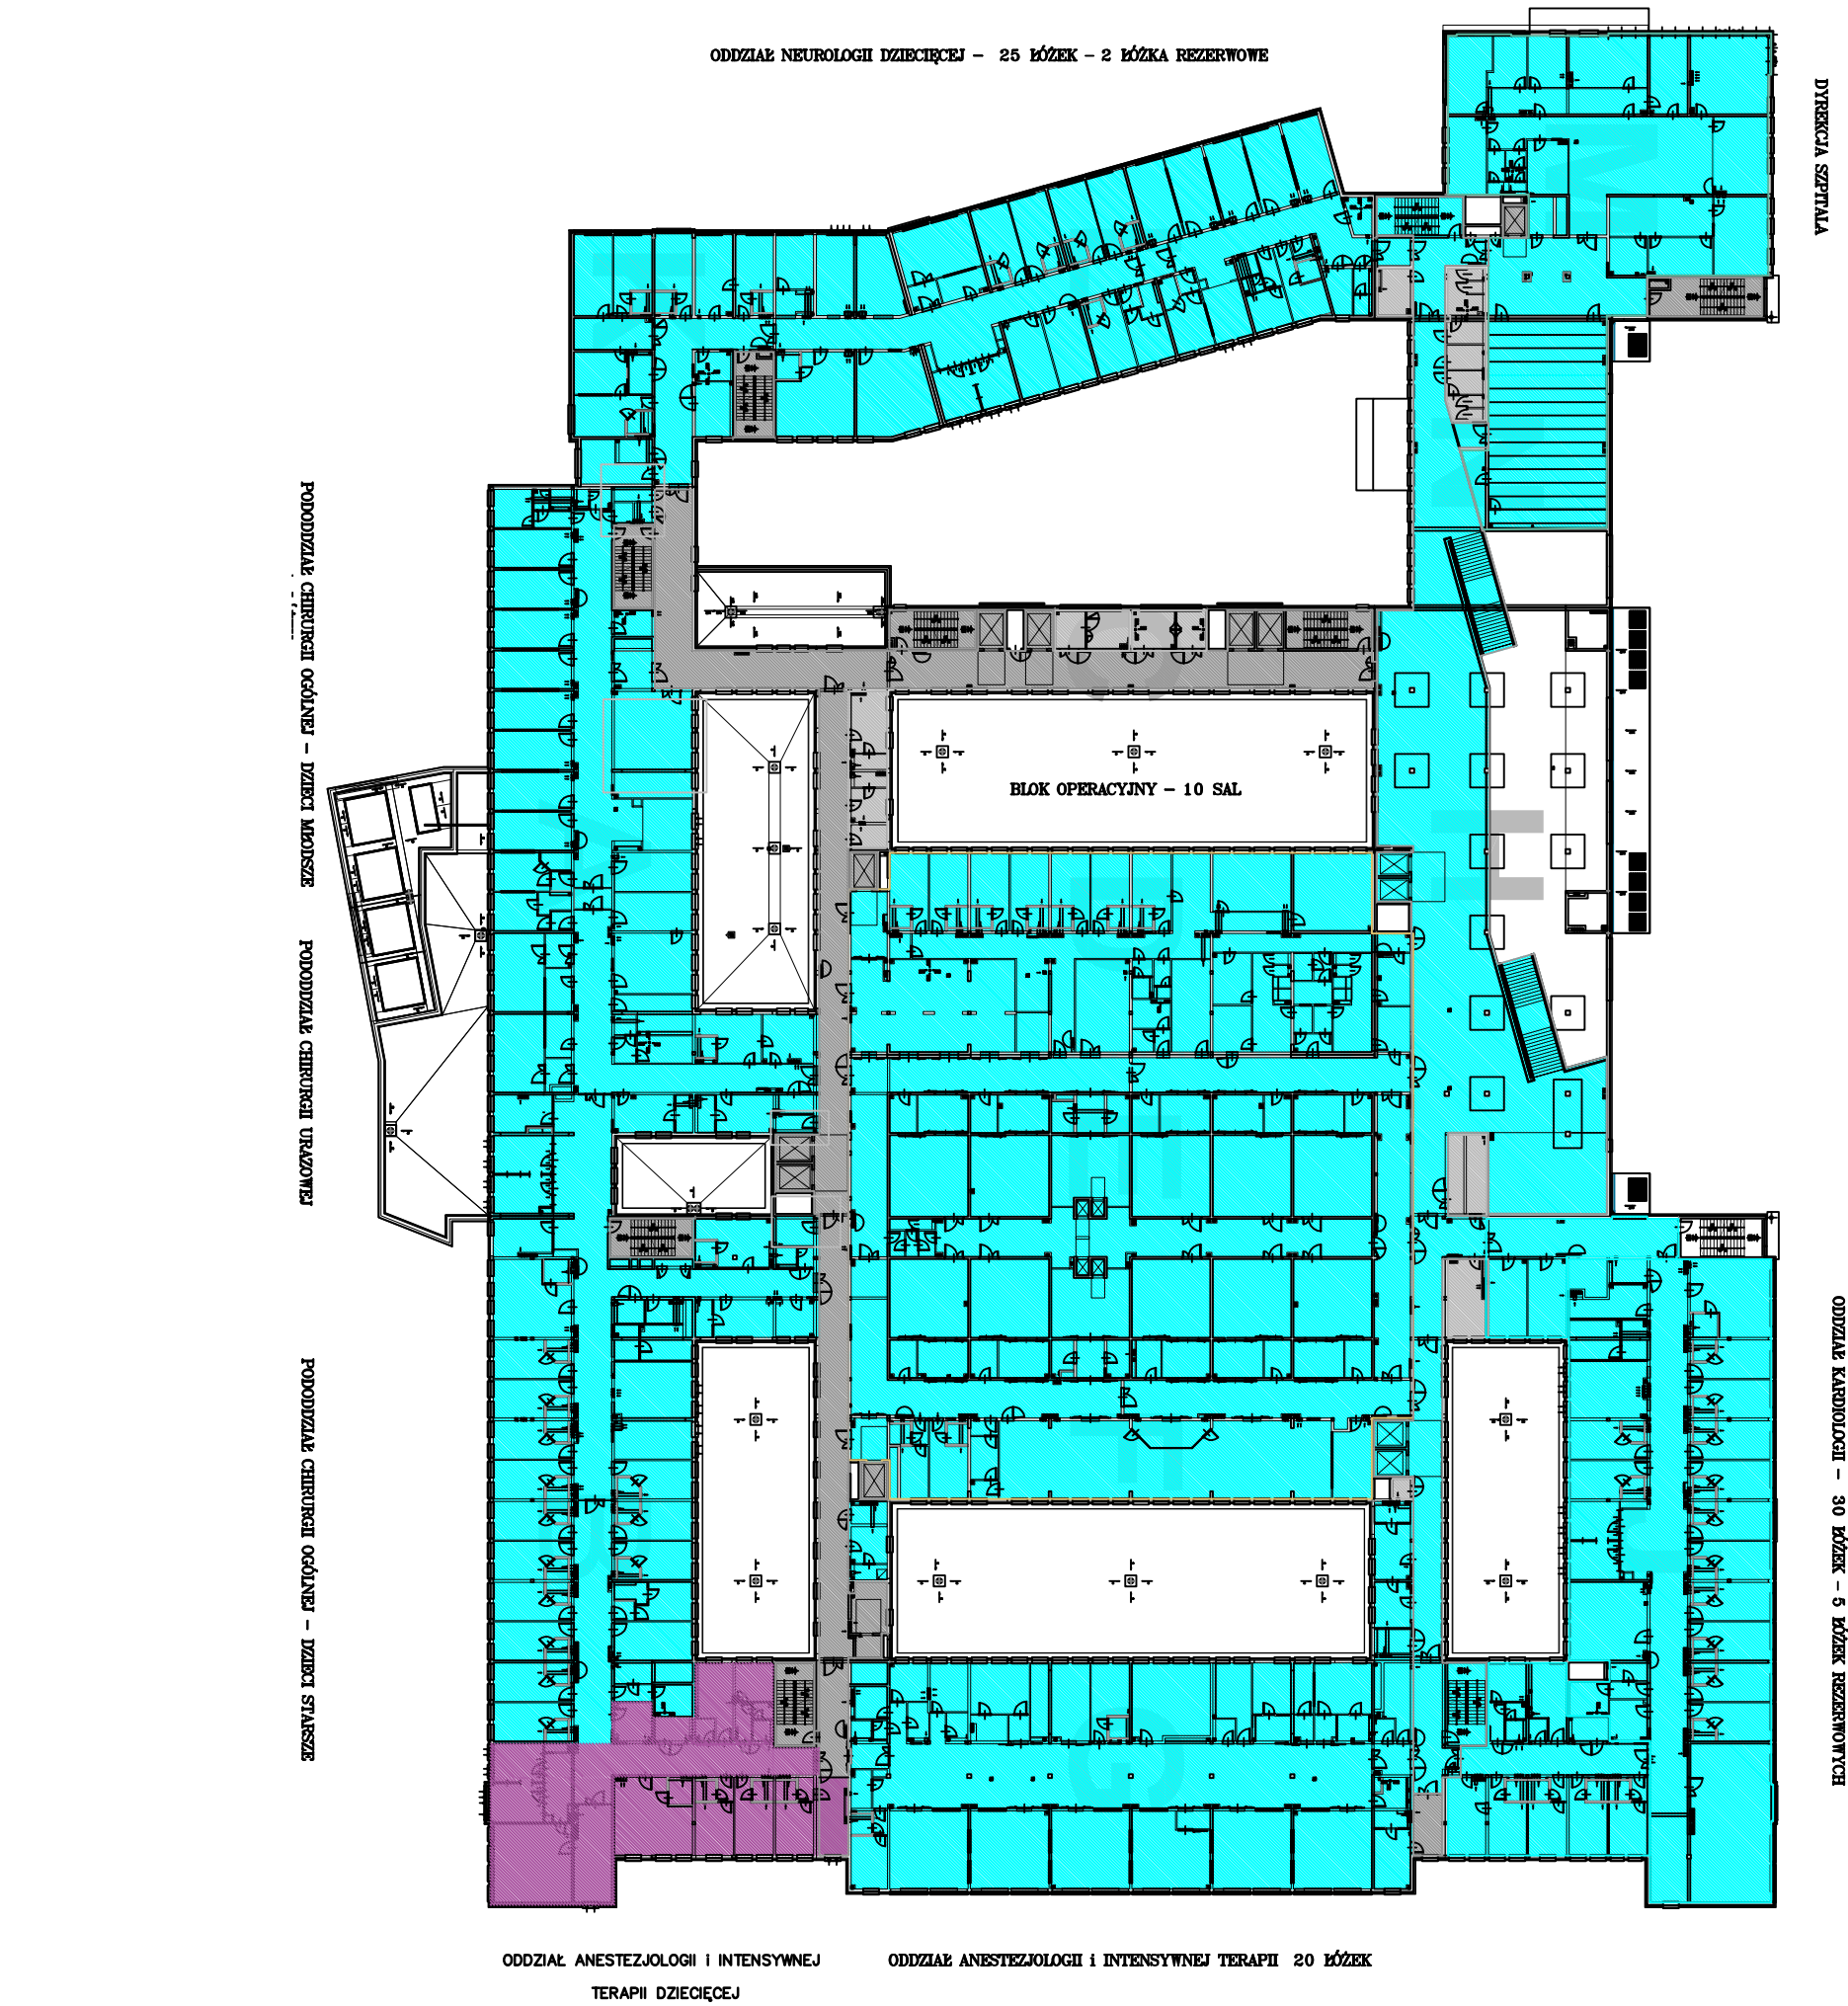 ODDZIAŁ NEUROLOGII DZIECIĘCEJ - 25 ŁÓŻEK - 2 ŁÓŻKA REZERWOWE
DYREKCJA SZPITALA
M
K
N
PODODDZIAŁ CHIRURGII OGÓLNEJ - DZIECI MŁODSZE
C
BLOK OPERACYJNY - 10 SAL
H
A
D
PODODDZIAŁ CHIRURGII URAZOWEJ
E
ODDZIAŁ KARDIOLOGII - 30 ŁÓŻEK - 5 ŁÓŻEK REZERWOWYCH
PODODDZIAŁ CHIRURGII OGÓLNEJ - DZIECI STARSZE
F
B
J
G
ODDZIAŁ ANESTEZJOLOGII i INTENSYWNEJ
TERAPII DZIECIĘCEJ
ODDZIAŁ ANESTEZJOLOGII i INTENSYWNEJ TERAPII 20 ŁÓŻEK